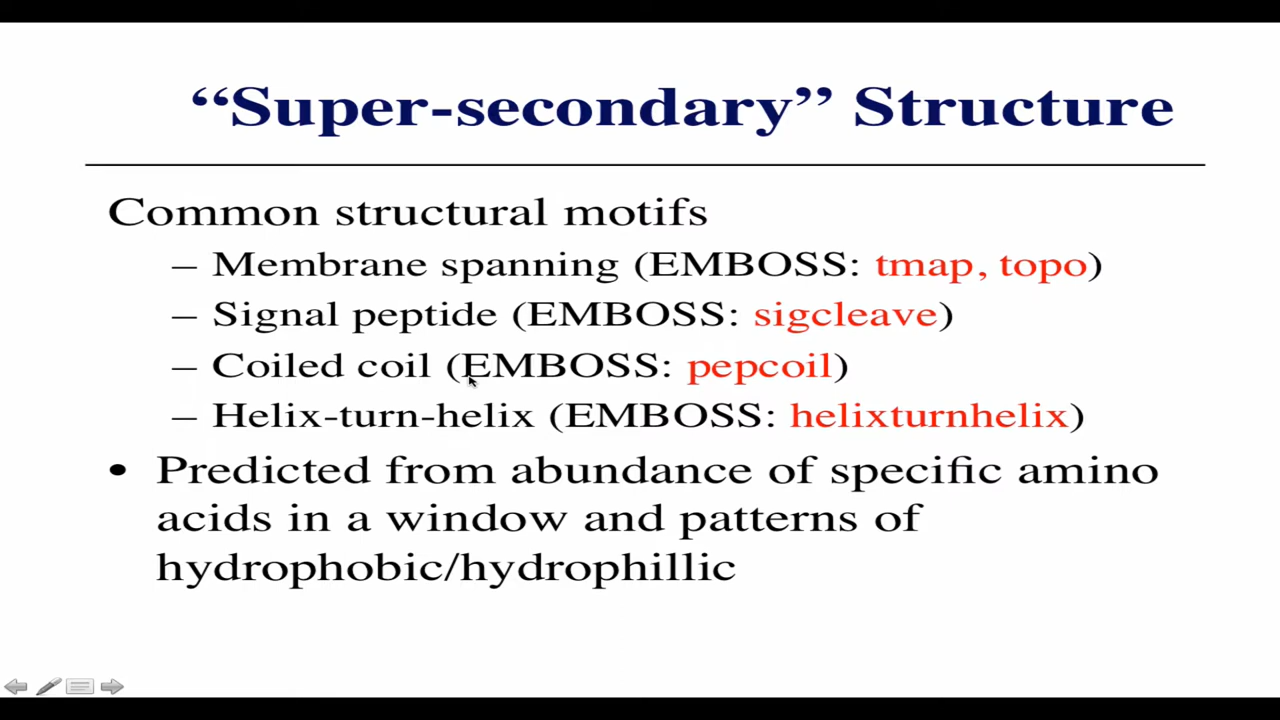 “Super-secondary” Structure
Common structural motifs
– Membrane spanning (EMBOSS: tmap, topo)
– Signal peptide (EMBOSS: sigcleave)
– Coiled coil (EMBOSS: pepcoil)
– Helix-turn-helix (EMBOSS: helixturnhelix)
• Predicted from abundance of specific amino
acids in a window and patterns of
hydrophobic/hydrophillic